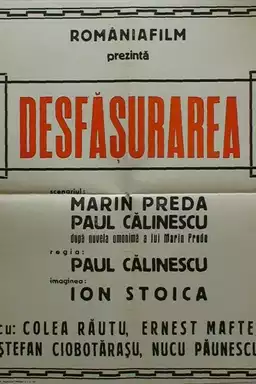 ROMÂNIAFILM
prezintă
DESFĂȘURAREA
scenariul:
MARIN PREDA
PAUL CĂLINESCU
după nuvela omonimă a lui Marin Preda
regia:
PAUL CĂLINESCU
imaginea:
ION STOICA
cu: COLEA RĂUTU, ERNEST MAFTE
ȘTEFAN CIOBOTĂRAȘU, NUCU PĂUNESCU